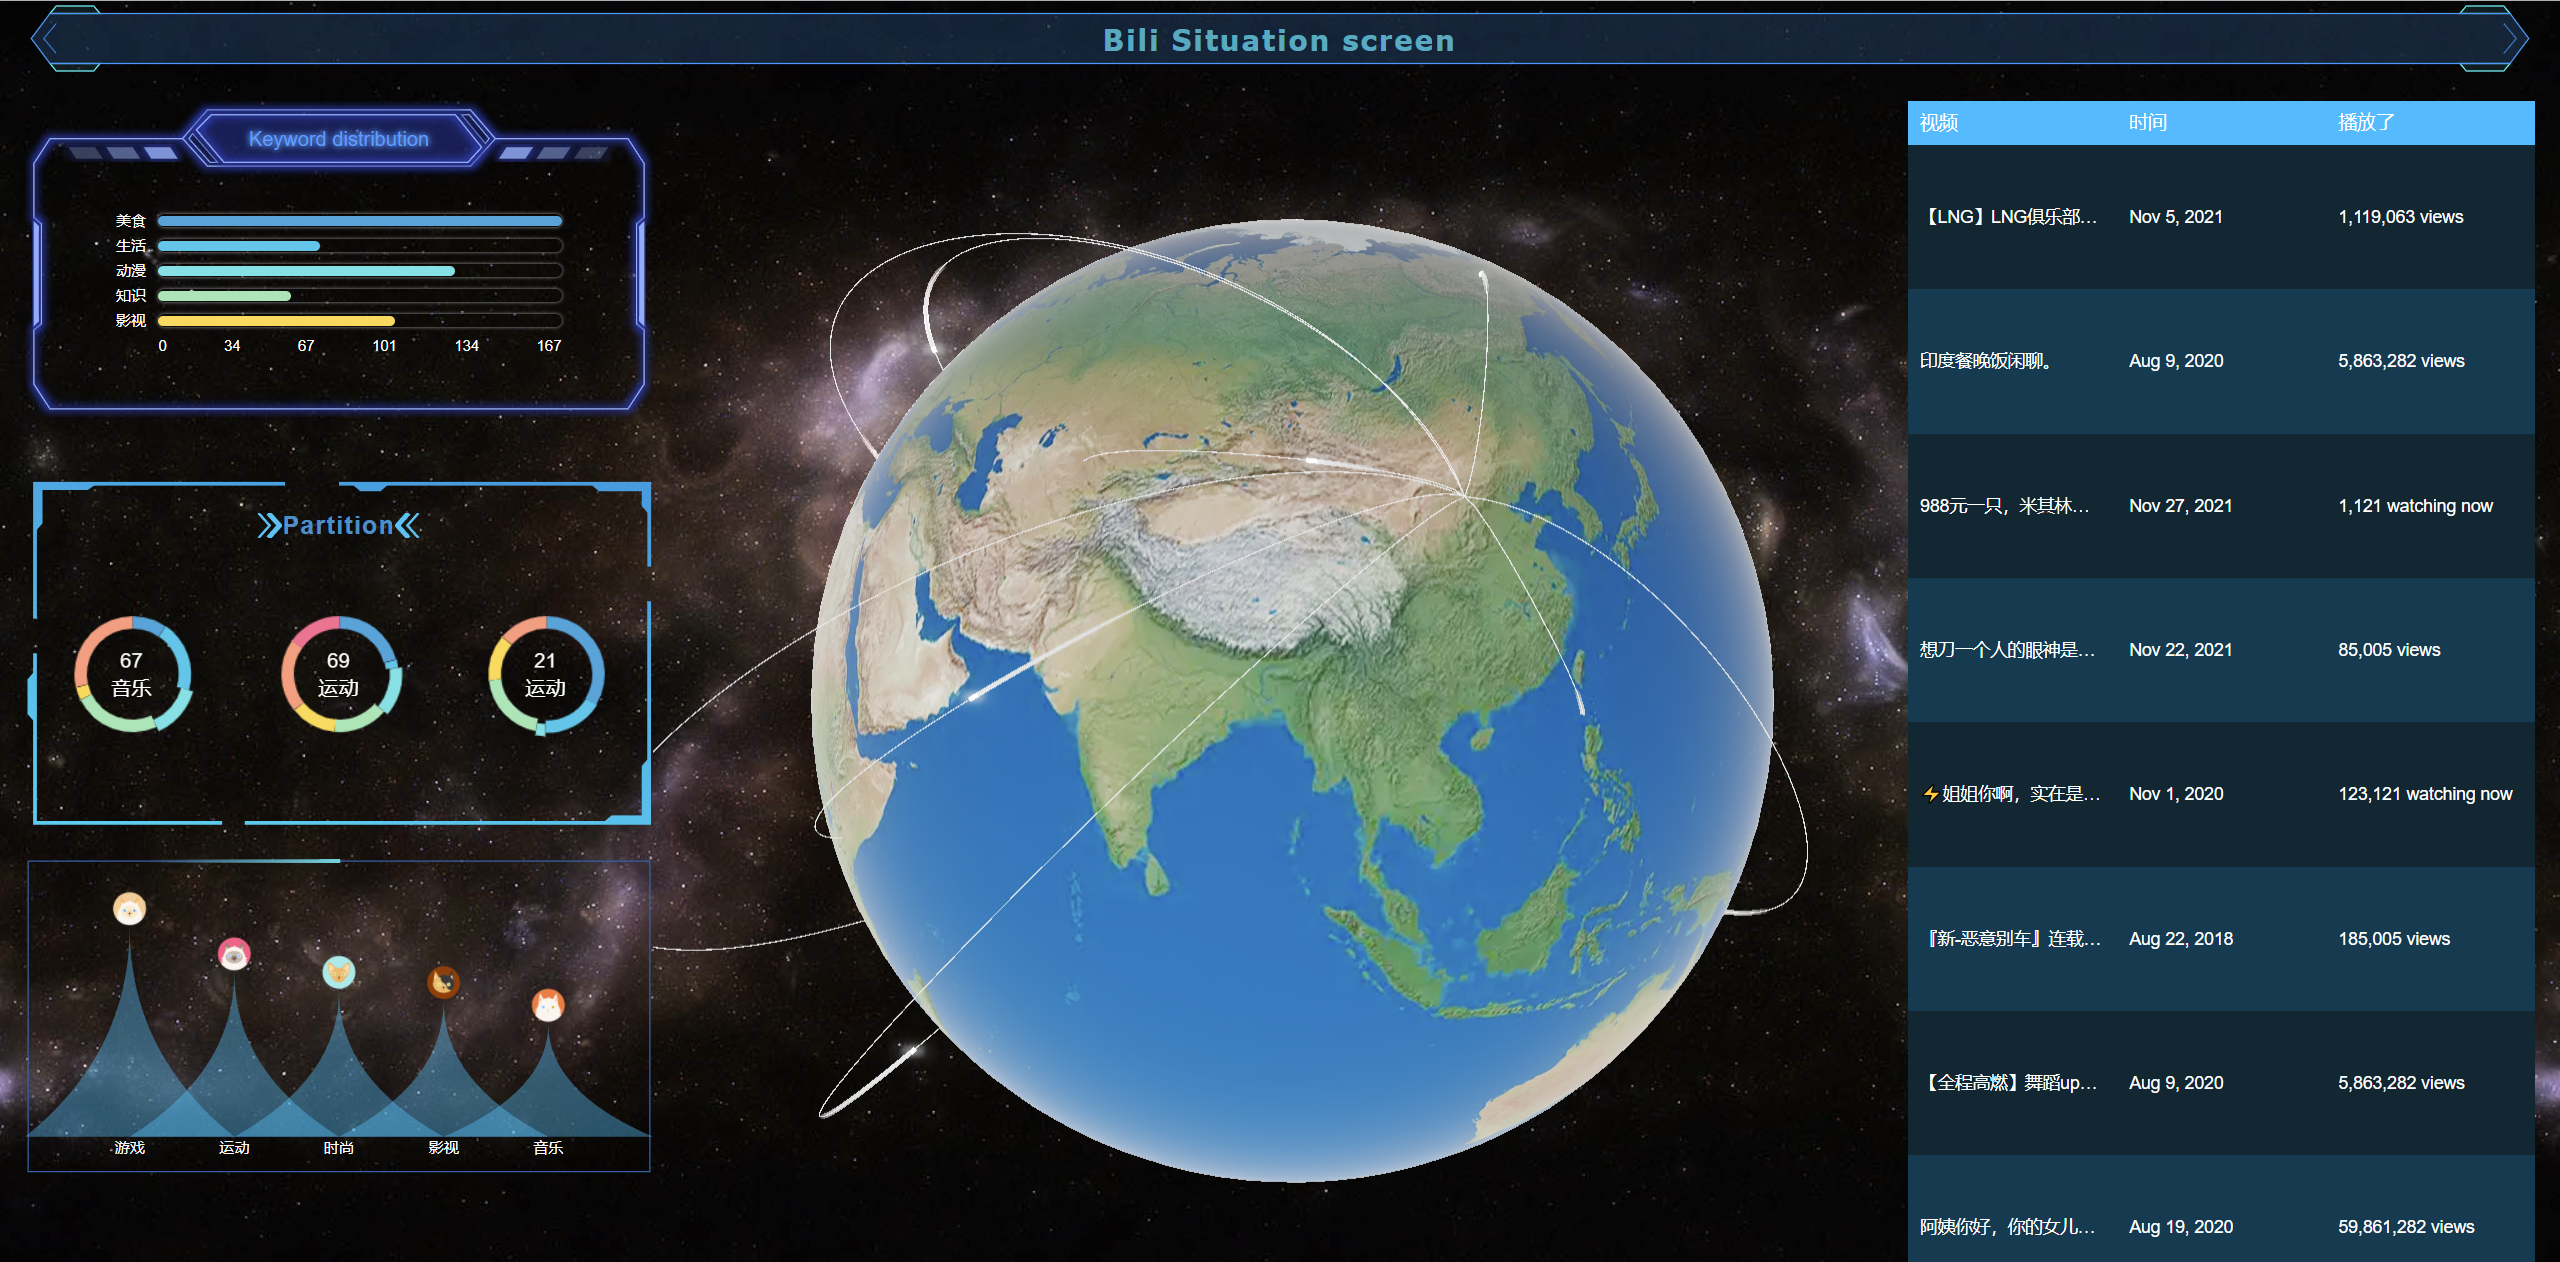 Bili Situation screen
Keyword distribution
美食
生活
动漫
知识
影视
0 34 67 101 134 167
Partition
67
音乐
69
运动
21
运动
游戏 运动 时尚 影视 音乐
视频 时间 播放了
【LNG】LNG俱乐部... Nov 5, 2021 1,119,063 views
印度餐晚饭闲聊。 Aug 9, 2020 5,863,282 views
988元一只，米其林... Nov 27, 2021 1,121 watching now
想刀一个人的眼神是... Nov 22, 2021 85,005 views
⚡姐姐你啊，实在是... Nov 1, 2020 123,121 watching now
『新-恶意别车』连载... Aug 22, 2018 185,005 views
【全程高燃】舞蹈up... Aug 9, 2020 5,863,282 views
阿姨你好，你的女儿... Aug 19, 2020 59,861,282 views